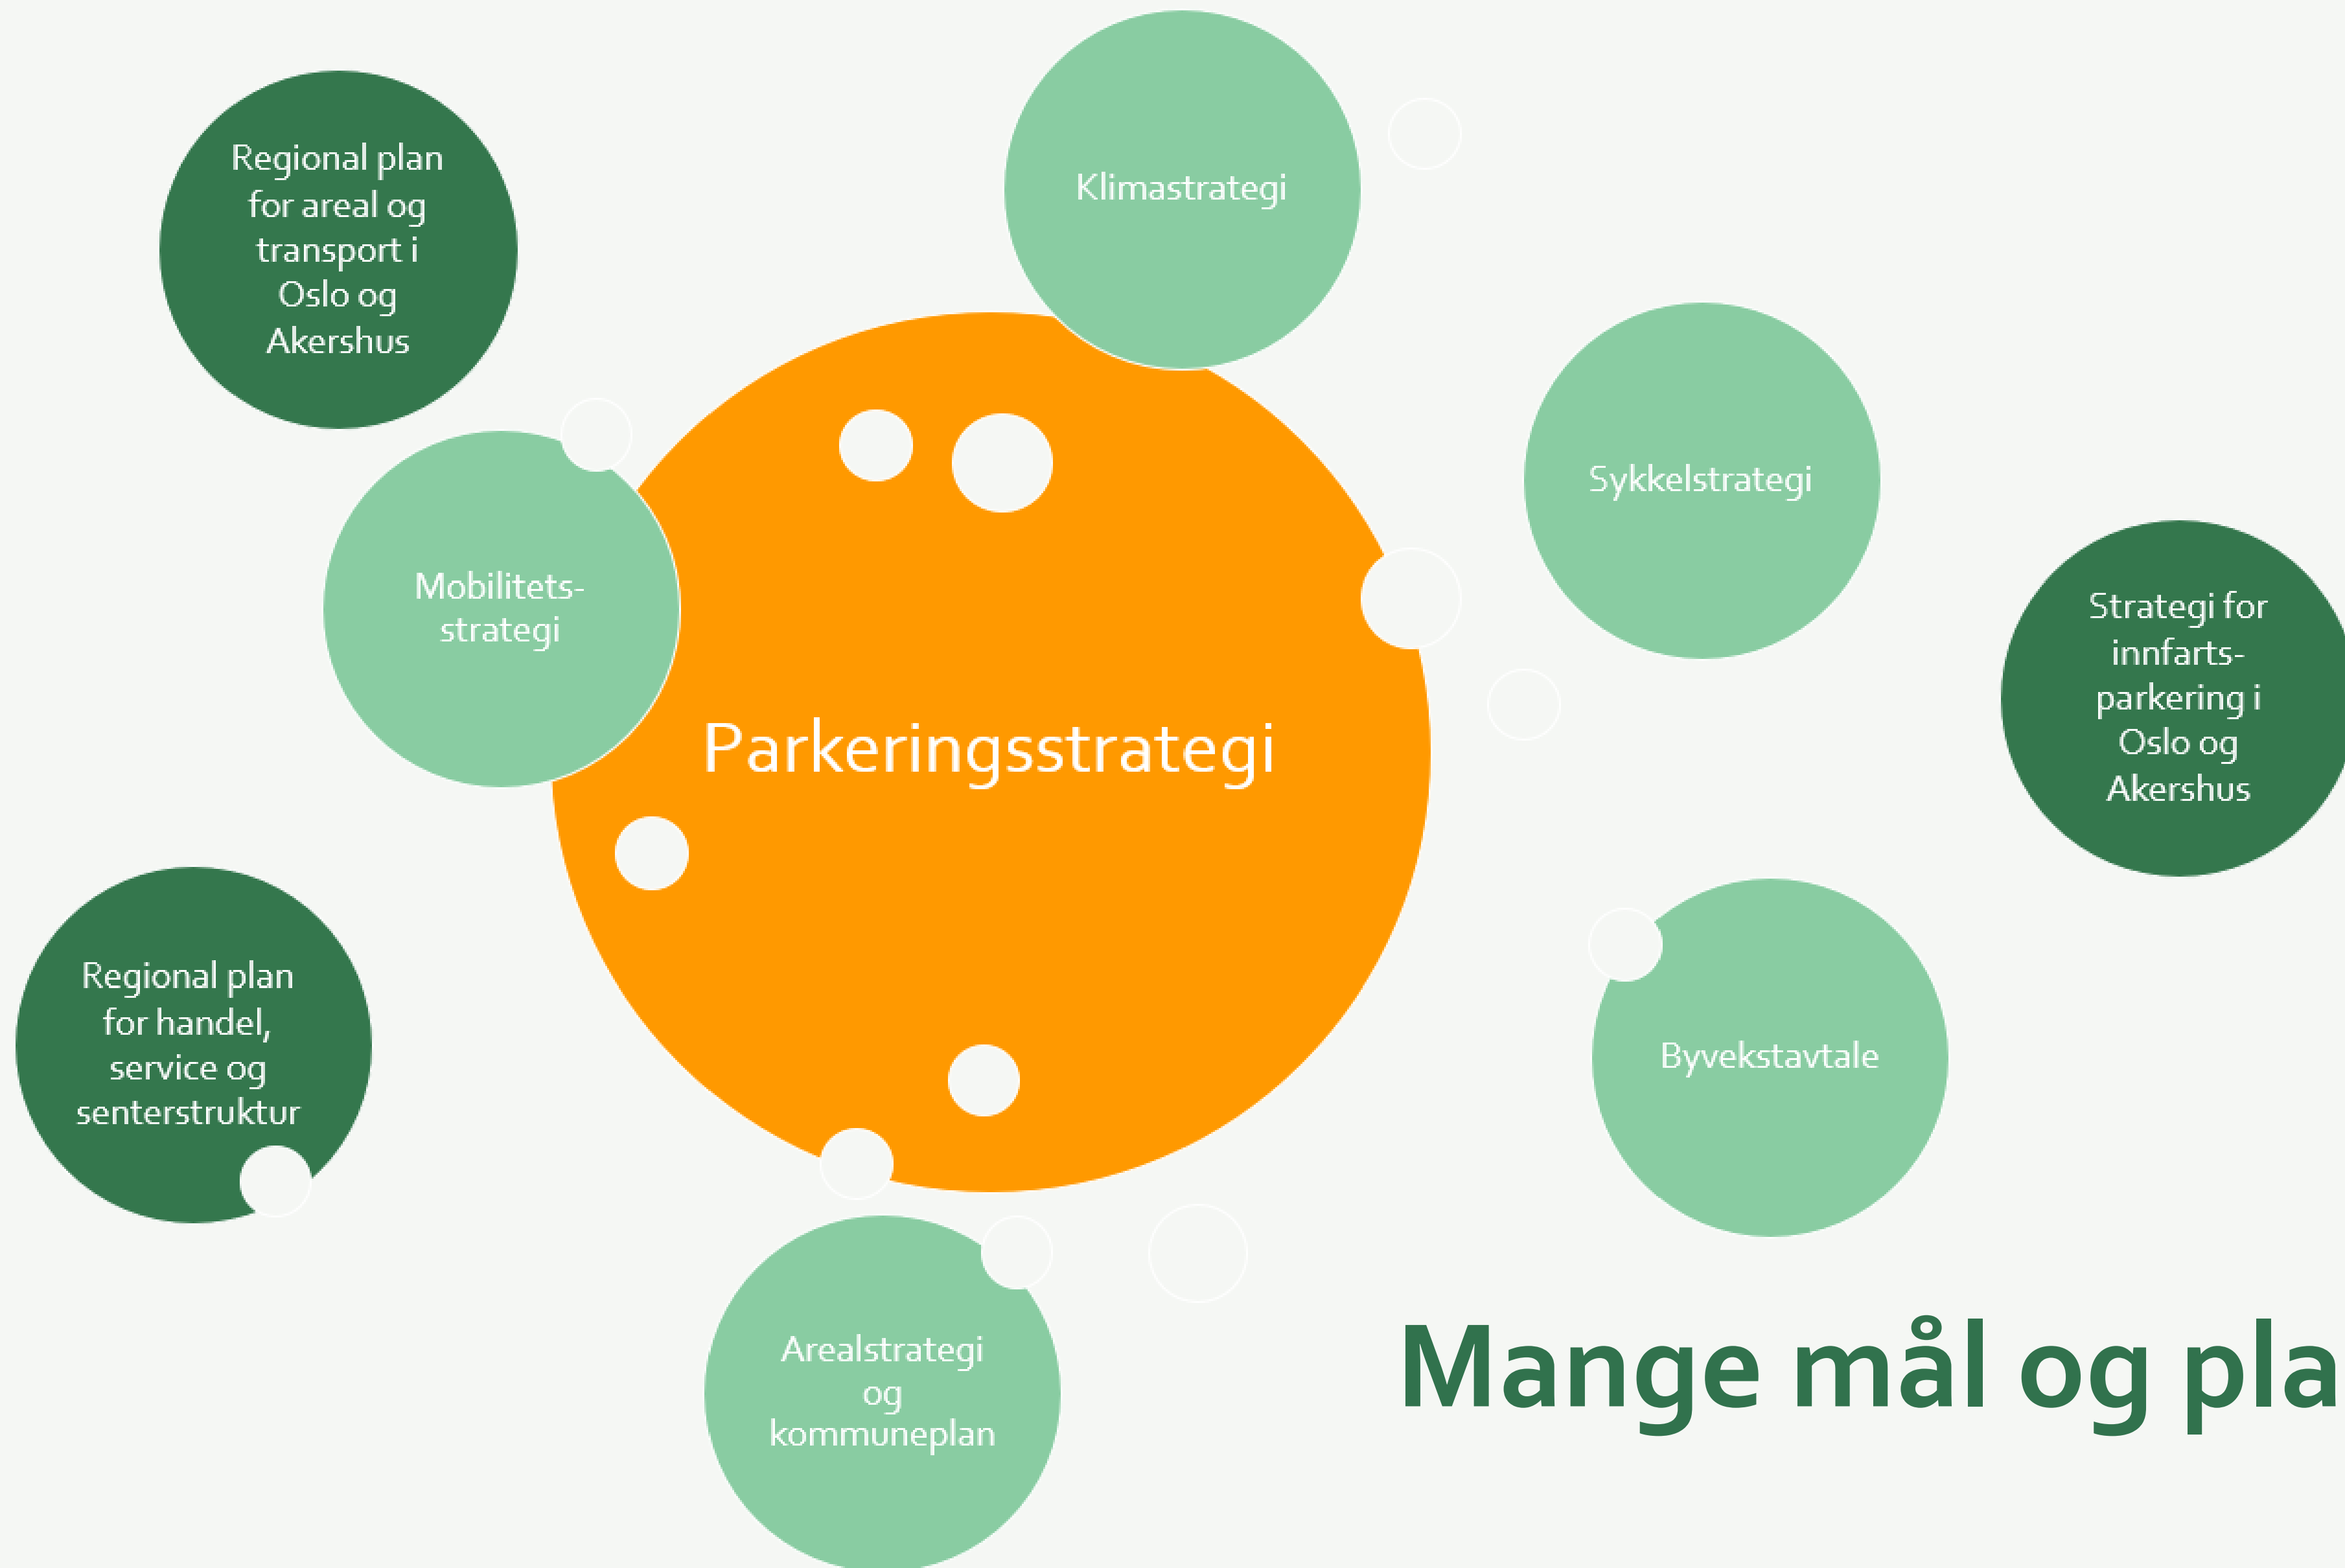 Regional plan
for areal og
transport i
Oslo og
Akershus
Klimastrategi
Sykkelstrategi
Mobilitets-
strategi
Strategi for
innfarts-
parkering i
Oslo og
Akershus
Parkeringsstrategi
Regional plan
for handel,
service og
senterstruktur
Byvekstavtale
Arealstrategi
og
kommuneplan
Mange mål og pla